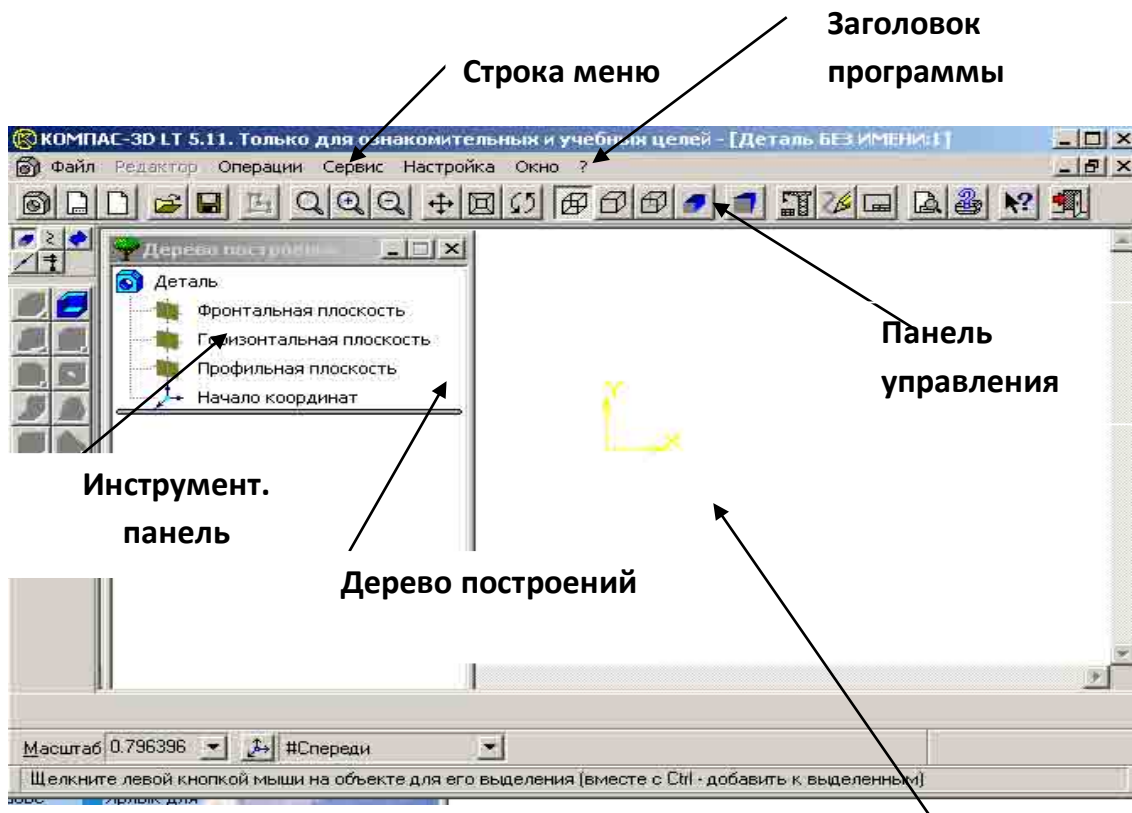 Заголовок
программы
Строка меню
КОМПАС-3D LT 5.11. Только для ознакомительных и учебных целей - [Деталь БЕЗ ИМЕНИ:1]
Файл Редактор Операции Сервис Настройка Окно ?
Дерево построения
Деталь
Фронтальная плоскость
Горизонтальная плоскость
Профильная плоскость
Начало координат
Панель
управления
Y
X
Инструмент.
панель
Дерево построений
Масштаб 0.796396 #Спереди
Щелкните левой кнопкой мыши на объекте для его выделения (вместе с Ctrl - добавить к выделенным)